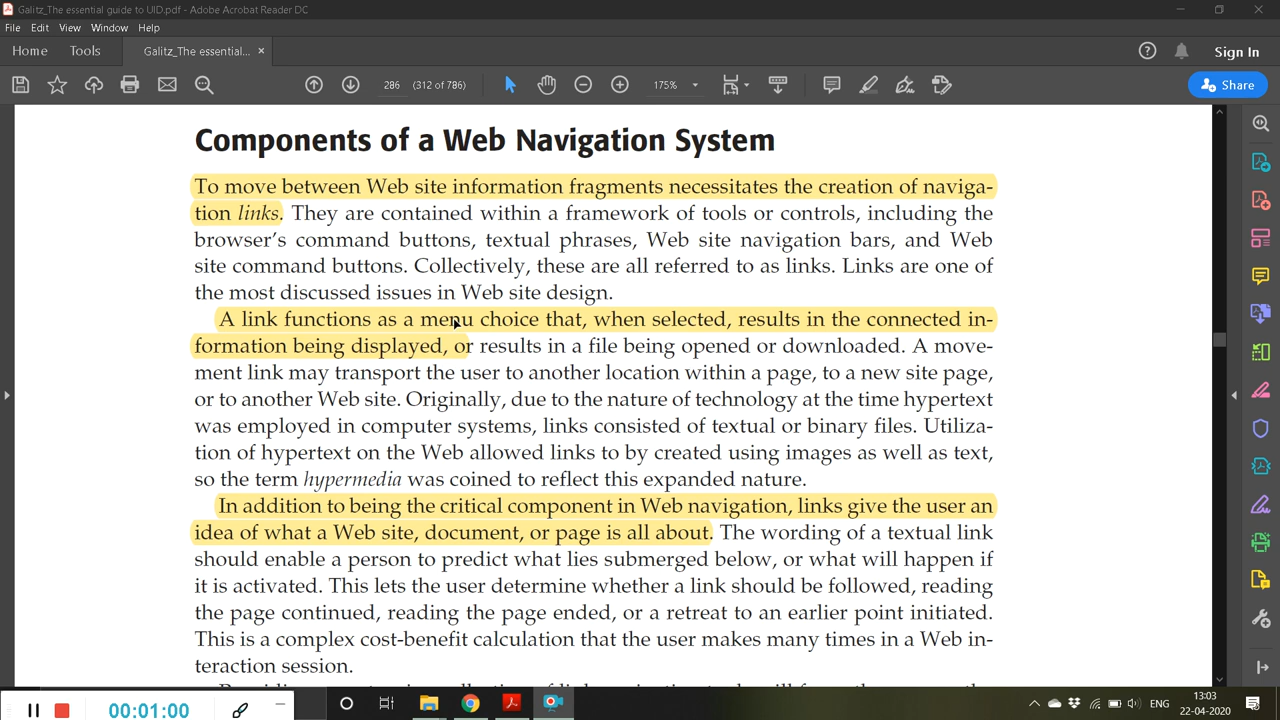 Galitz_The essential guide to UID.pdf - Adobe Acrobat Reader DC
File Edit View Window Help
Home Tools Galitz_The essential... × Sign In
286 (312 of 786) 175% Share
Components of a Web Navigation System
To move between Web site information fragments necessitates the creation of naviga-
tion links. They are contained within a framework of tools or controls, including the
browser's command buttons, textual phrases, Web site navigation bars, and Web
site command buttons. Collectively, these are all referred to as links. Links are one of
the most discussed issues in Web site design.
A link functions as a menu choice that, when selected, results in the connected in-
formation being displayed, or results in a file being opened or downloaded. A move-
ment link may transport the user to another location within a page, to a new site page,
or to another Web site. Originally, due to the nature of technology at the time hypertext
was employed in computer systems, links consisted of textual or binary files. Utiliza-
tion of hypertext on the Web allowed links to by created using images as well as text,
so the term hypermedia was coined to reflect this expanded nature.
In addition to being the critical component in Web navigation, links give the user an
idea of what a Web site, document, or page is all about. The wording of a textual link
should enable a person to predict what lies submerged below, or what will happen if
it is activated. This lets the user determine whether a link should be followed, reading
the page continued, reading the page ended, or a retreat to an earlier point initiated.
This is a complex cost-benefit calculation that the user makes many times in a Web in-
teraction session.
00:01:00
ENG
13:03
22-04-2020